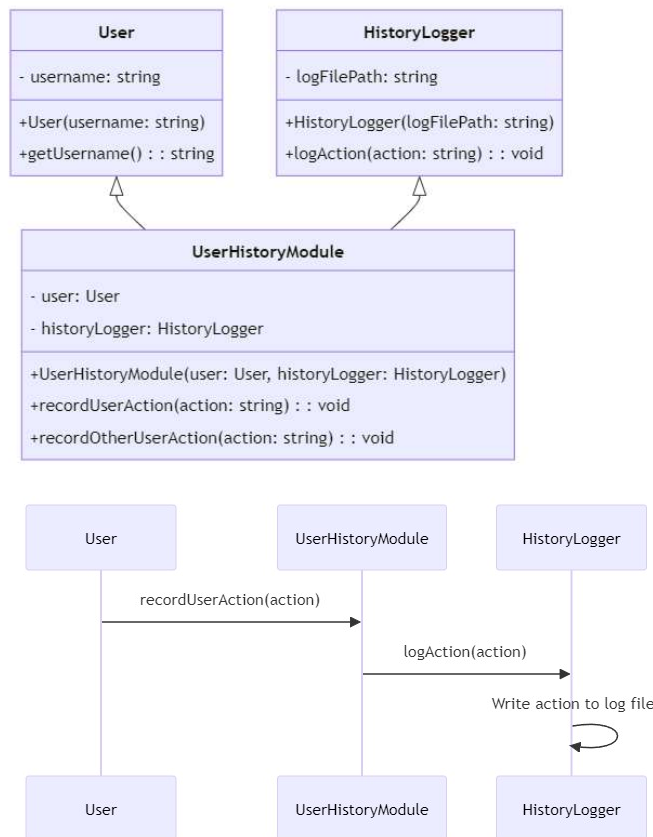 User
- username: string
+User(username: string)
+getUsername() : : string
HistoryLogger
- logFilePath: string
+HistoryLogger(logFilePath: string)
+logAction(action: string) : : void
UserHistoryModule
- user: User
- historyLogger: HistoryLogger
+UserHistoryModule(user: User, historyLogger: HistoryLogger)
+recordUserAction(action: string) : : void
+recordOtherUserAction(action: string) : : void
User
UserHistoryModule
HistoryLogger
recordUserAction(action)
logAction(action)
Write action to log file
User
UserHistoryModule
HistoryLogger